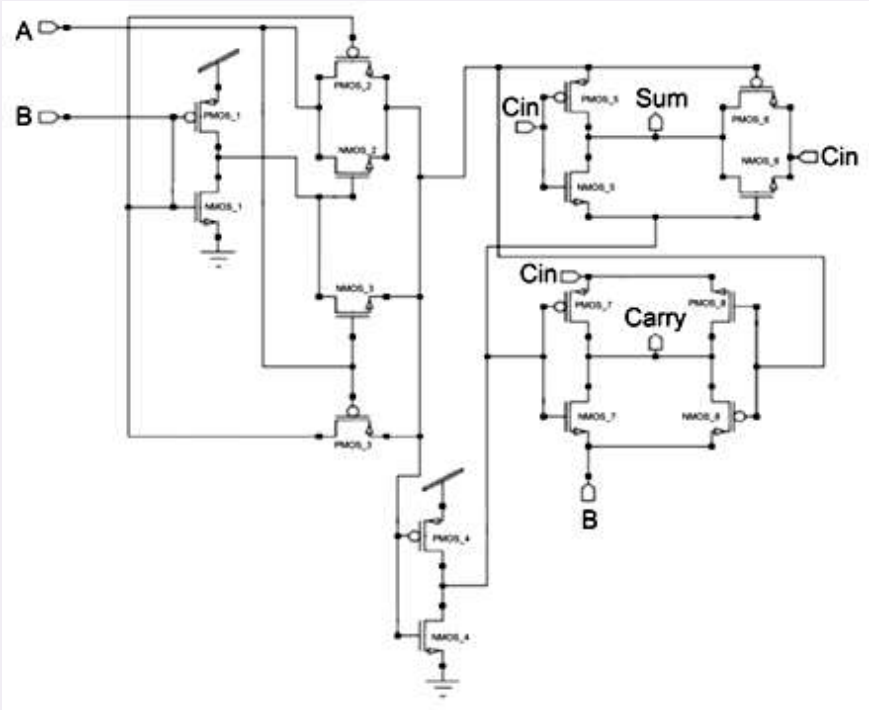 A
B
PMOS_1
NMOS_1
PMOS_2
NMOS_2
NMOS_3
PMOS_3
PMOS_4
NMOS_4
Cin
PMOS_5
Sum
PMOS_6
NMOS_6
Cin
NMOS_5
Cin
PMOS_7
PMOS_8
Carry
NMOS_7
NMOS_8
B